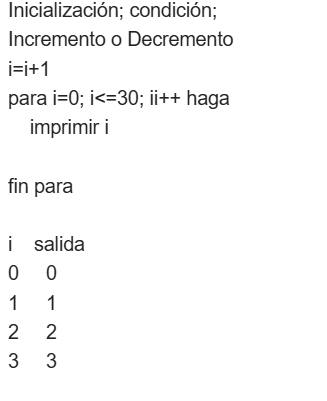 Inicialización; condición;
Incremento o Decremento
i=i+1
para i=0; i<=30; ii++ haga
imprimir i
fin para
i salida
0 0
1 1
2 2
3 3